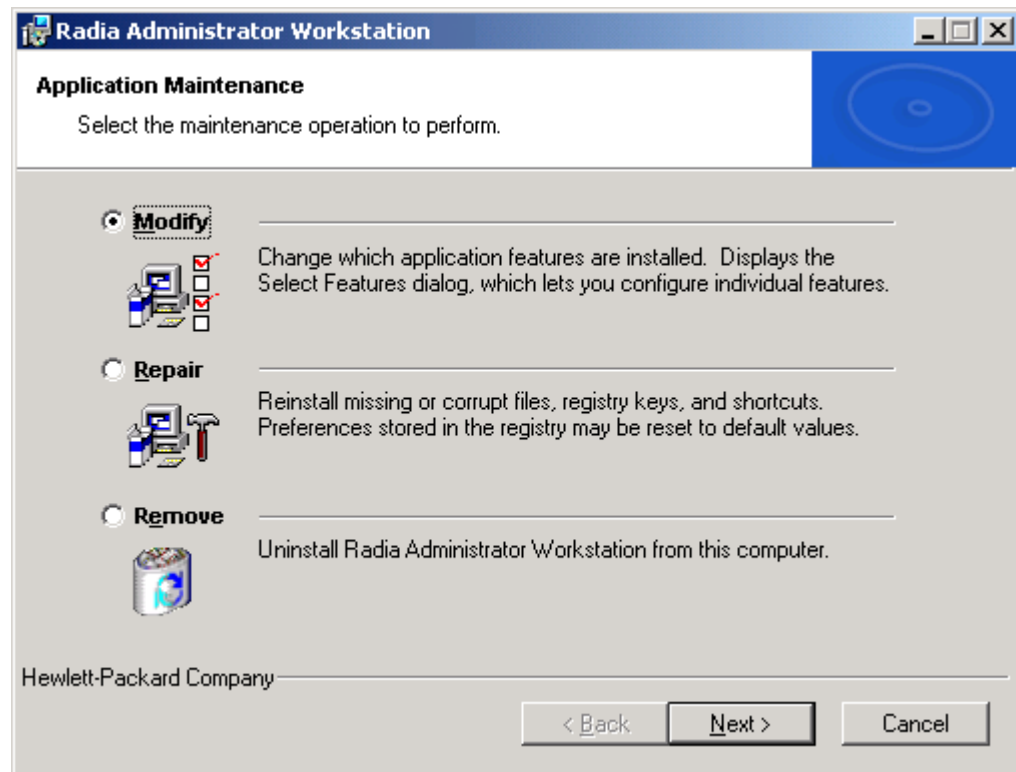 Radia Administrator Workstation
Application Maintenance
Select the maintenance operation to perform.
Modify
Change which application features are installed.  Displays the
Select Features dialog, which lets you configure individual features.
Repair
Reinstall missing or corrupt files, registry keys, and shortcuts.
Preferences stored in the registry may be reset to default values.
Remove
Uninstall Radia Administrator Workstation from this computer.
Hewlett-Packard Company
< Back
Next >
Cancel